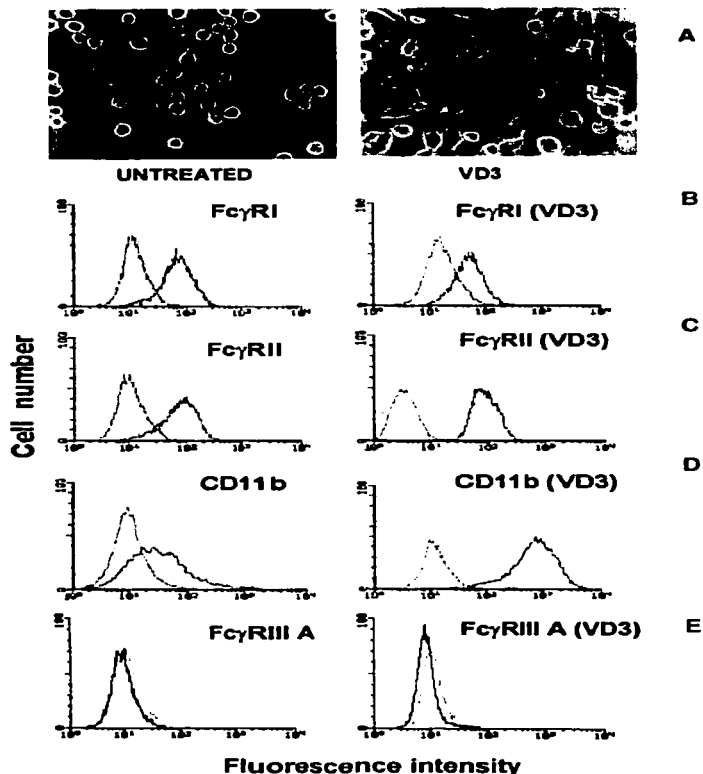 A
UNTREATED
VD3
B
FcγRI
FcγRI (VD3)
C
FcγRII
FcγRII (VD3)
D
CD11b
CD11b (VD3)
E
FcγRIII A
FcγRIII A (VD3)
Cell number
Fluorescence intensity